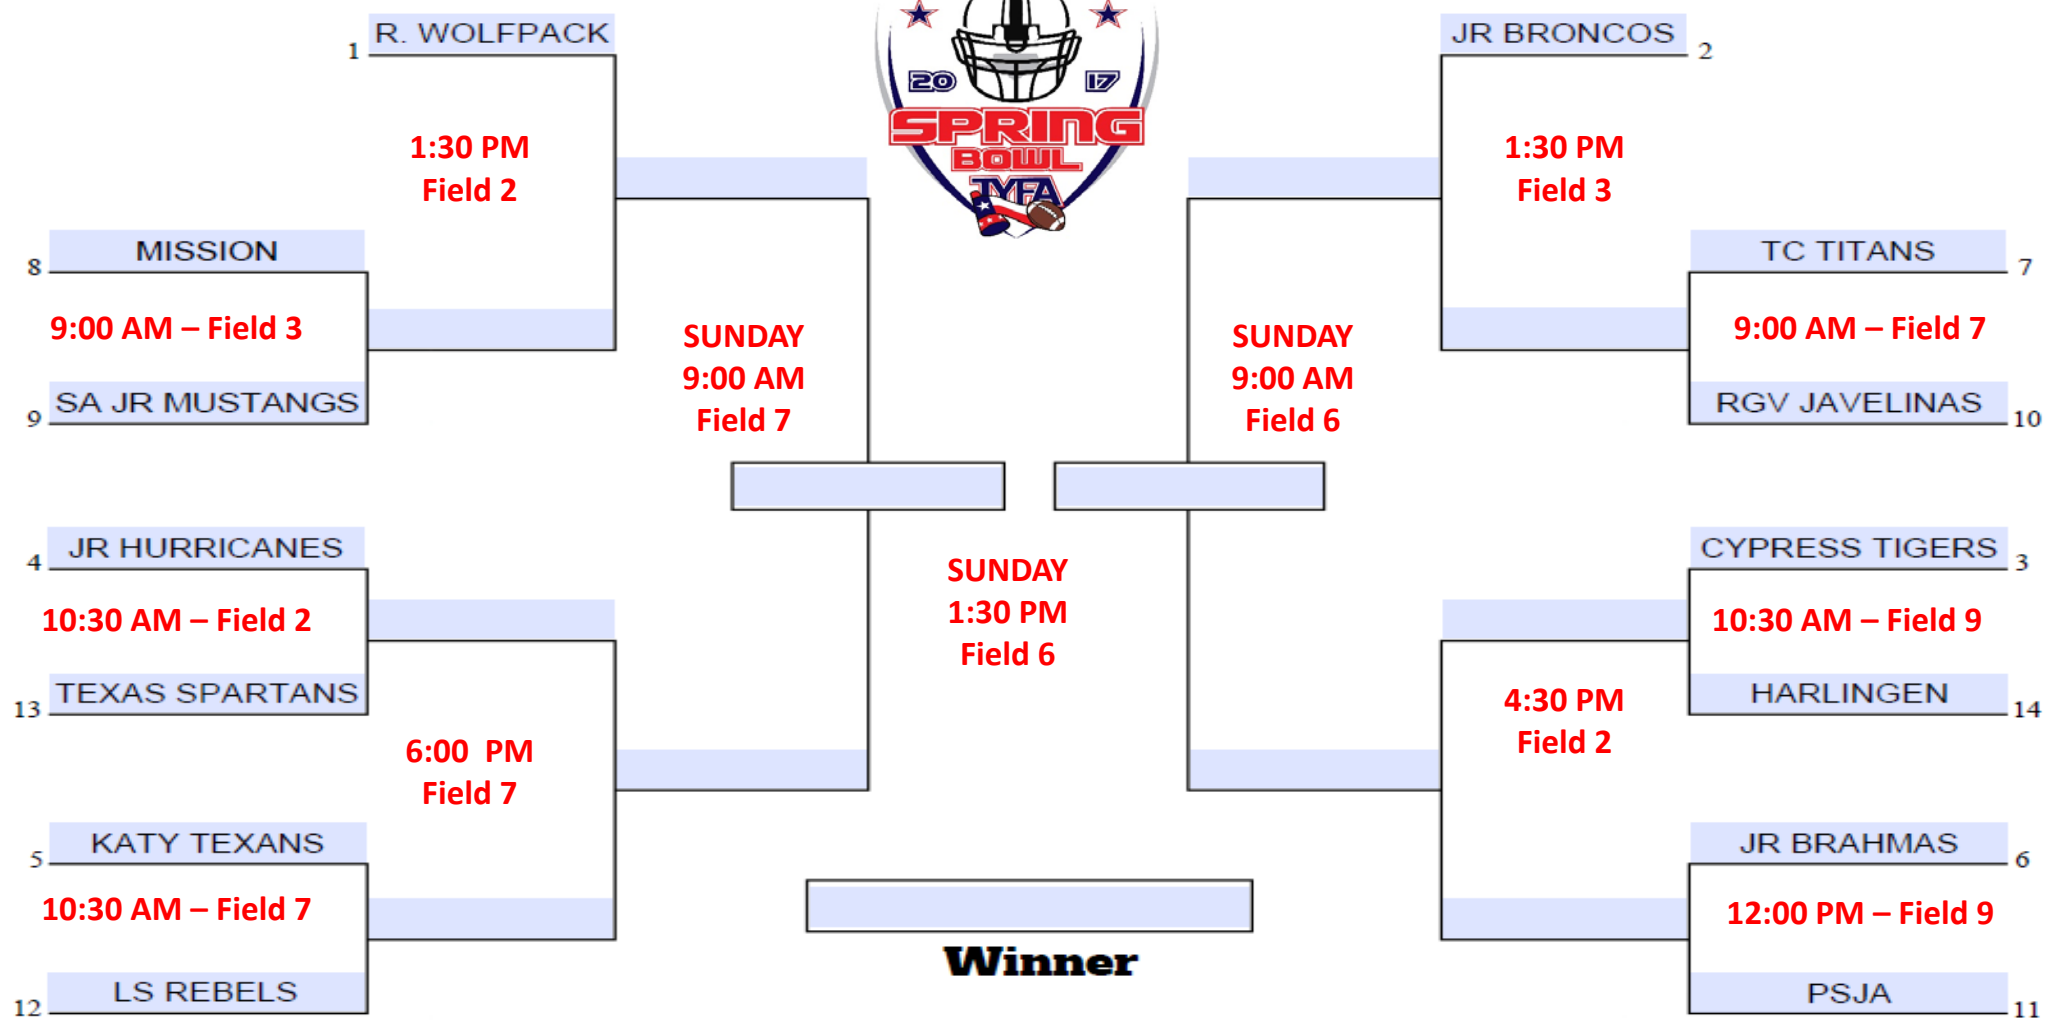 R. WOLFPACK
1
1:30 PM
Field 2
MISSION
8
9:00 AM – Field 3
SA JR MUSTANGS
9
SUNDAY
9:00 AM
Field 7
JR HURRICANES
4
10:30 AM – Field 2
TEXAS SPARTANS
13
6:00 PM
Field 7
KATY TEXANS
5
10:30 AM – Field 7
LS REBELS
12
20 17
SPRING
BOWL
TYFA
SUNDAY
1:30 PM
Field 6
Winner
JR BRONCOS
2
1:30 PM
Field 3
TC TITANS
7
9:00 AM – Field 7
RGV JAVELINAS
10
SUNDAY
9:00 AM
Field 6
CYPRESS TIGERS
3
10:30 AM – Field 9
HARLINGEN
14
4:30 PM
Field 2
JR BRAHMAS
6
12:00 PM – Field 9
PSJA
11